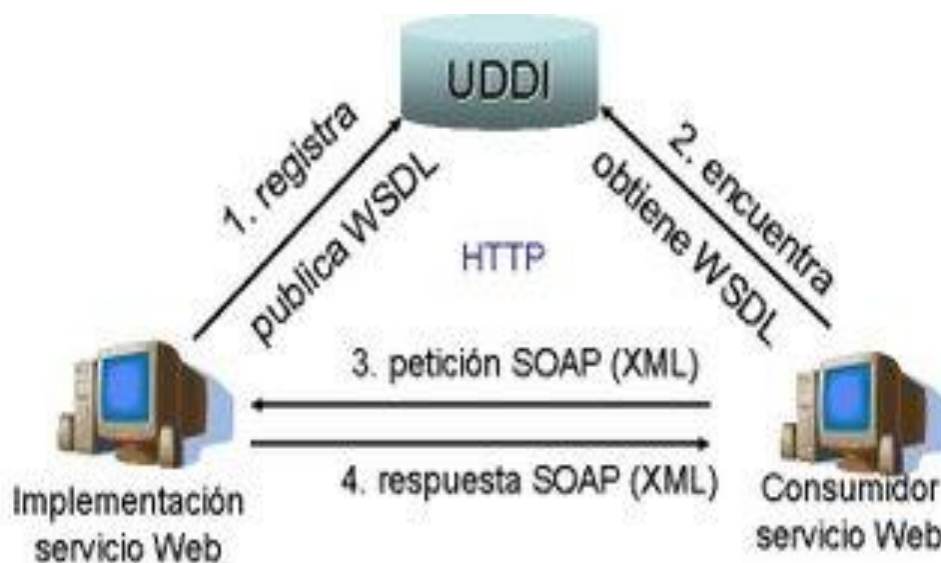 UDDI
1. registra
publica WSDL
2. encuentra
obtiene WSDL
HTTP
3. petición SOAP (XML)
4. respuesta SOAP (XML)
Implementación
servicio Web
Consumidor
servicio Web